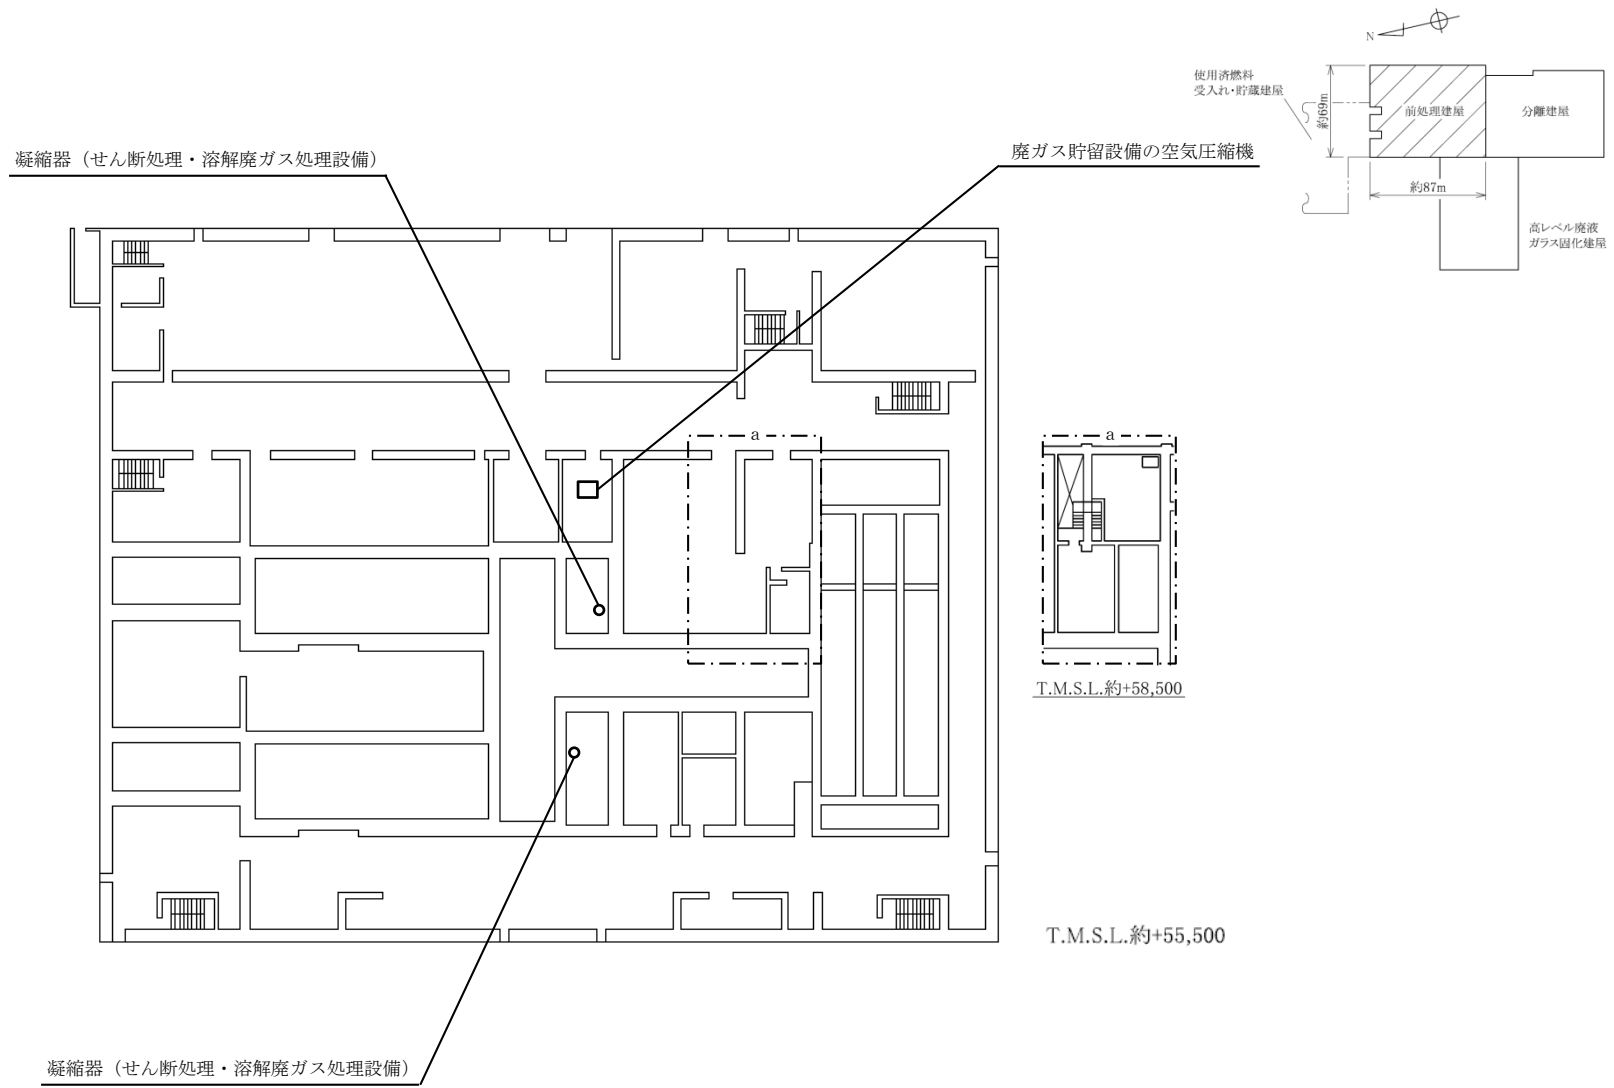 N
使用済燃料
受入れ・貯蔵建屋
約69m
前処理建屋
分離建屋
約87m
高レベル廃液
ガラス固化建屋
廃ガス貯留設備の空気圧縮機
凝縮器（せん断処理・溶解廃ガス処理設備）
a
a
T.M.S.L.約+58,500
T.M.S.L.約+55,500
凝縮器（せん断処理・溶解廃ガス処理設備）